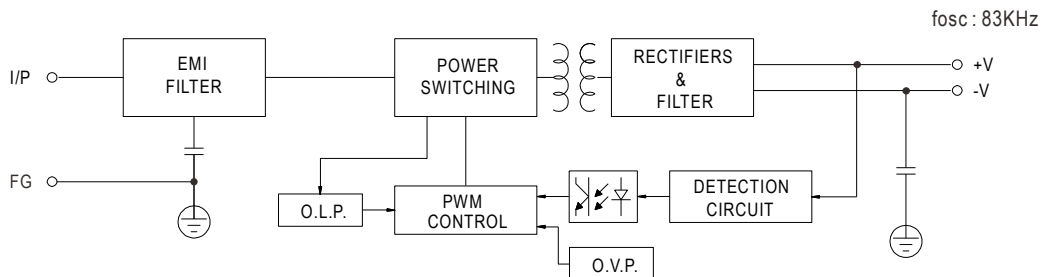 fosc : 83KHz
I/P
EMI
FILTER
POWER
SWITCHING
RECTIFIERS
&
FILTER
+V
-V
FG
O.L.P.
PWM
CONTROL
DETECTION
CIRCUIT
O.V.P.